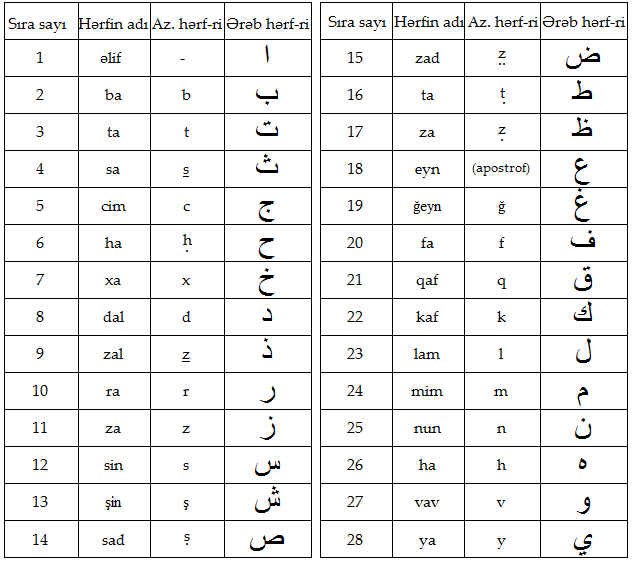 Sıra sayı Hərfin adı Az. hərf-ri Ərəb hərf-ri
1 əlif - ا
2 ba b ب
3 ta t ت
4 sa s̱ ث
5 cim c ج
6 ha ḥ ح
7 xa x خ
8 dal d د
9 zal ẕ ذ
10 ra r ر
11 za z ز
12 sin s س
13 şin ş ش
14 sad ṣ ص
Sıra sayı Hərfin adı Az. hərf-ri Ərəb hərf-ri
15 zad z̤ ض
16 ta ṭ ط
17 za ẓ ظ
18 eyn (apostrof) ع
19 ğeyn ğ غ
20 fa f ف
21 qaf q ق
22 kaf k ك
23 lam l ل
24 mim m م
25 nun n ن
26 ha h ه
27 vav v و
28 ya y ي